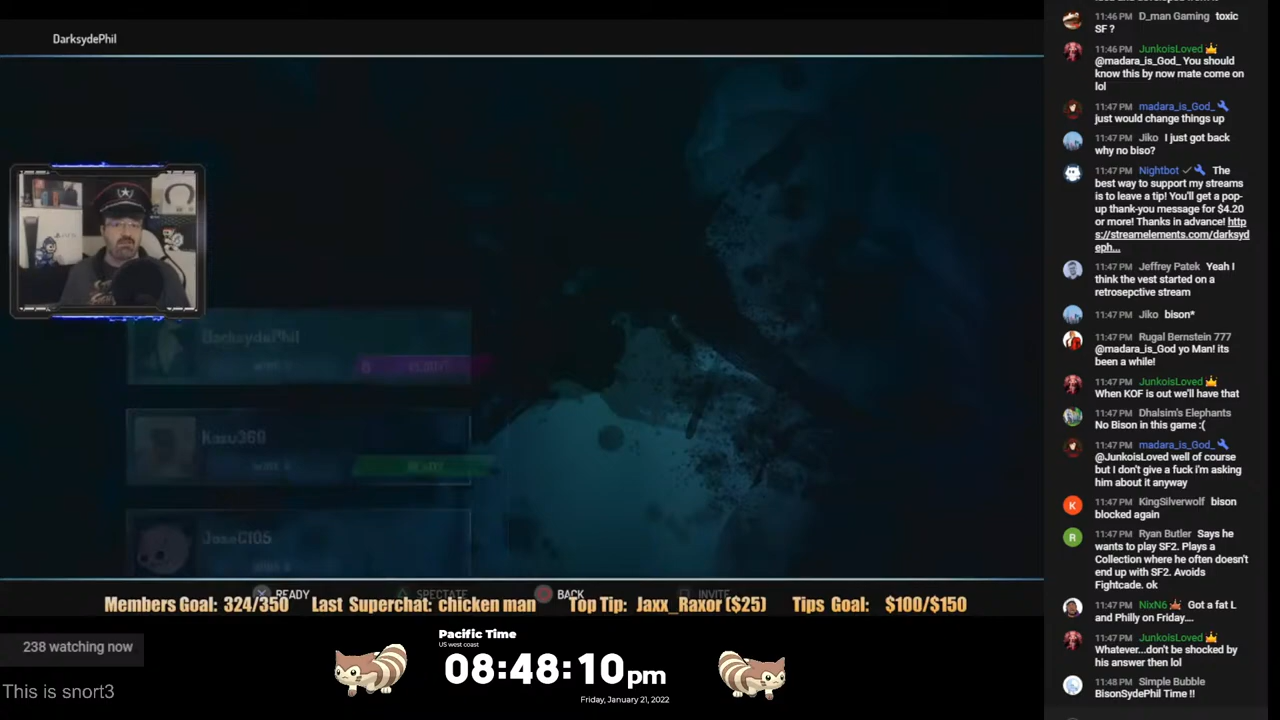 DarksydePhil
DarksydePhil
Kasu360
READY
SPECTATE
BACK
INVITE
Members Goal: 324/350
Last Superchat: chicken man
Top Tip: Jaxx_Raxor ($25)
Tips Goal: $100/$150
238 watching now
This is snort3
Pacific Time
US west coast
08:48:10pm
Friday, January 21, 2022
11:46 PM D_man Gaming toxic
SF ?
11:46 PM JunkoisLoved
@madara_is_God_ You should
know this by now mate come on
lol
11:47 PM madara_is_God_
just would change things up
11:47 PM Jiko I just got back
why no biso?
11:47 PM Nightbot The
best way to support my streams
is to leave a tip! You'll get a pop-
up thank-you message for $4.20
or more! Thanks in advance! http
s://streamelements.com/darksyd
eph...
11:47 PM Jeffrey Patek Yeah I
think the vest started on a
retrosepctive stream
11:47 PM Jiko bison*
11:47 PM Rugal Bernstein 777
@madara_is_God yo Man! its
been a while!
11:47 PM JunkoisLoved
When KOF is out we'll have that
11:47 PM Dhalsim's Elephants
No Bison in this game :(
11:47 PM madara_is_God_
@JunkoisLoved well of course
but I don't give a fuck i'm asking
him about it anyway
11:47 PM KingSilverwolf bison
blocked again
11:47 PM Ryan Butler Says he
wants to play SF2. Plays a
Collection where he often doesn't
end up with SF2. Avoids
Fightcade. ok
11:47 PM NixN6 Got a fat L
and Philly on Friday....
11:47 PM JunkoisLoved
Whatever...don't be shocked by
his answer then lol
11:48 PM Simple Bubble
BisonSydePhil Time !!